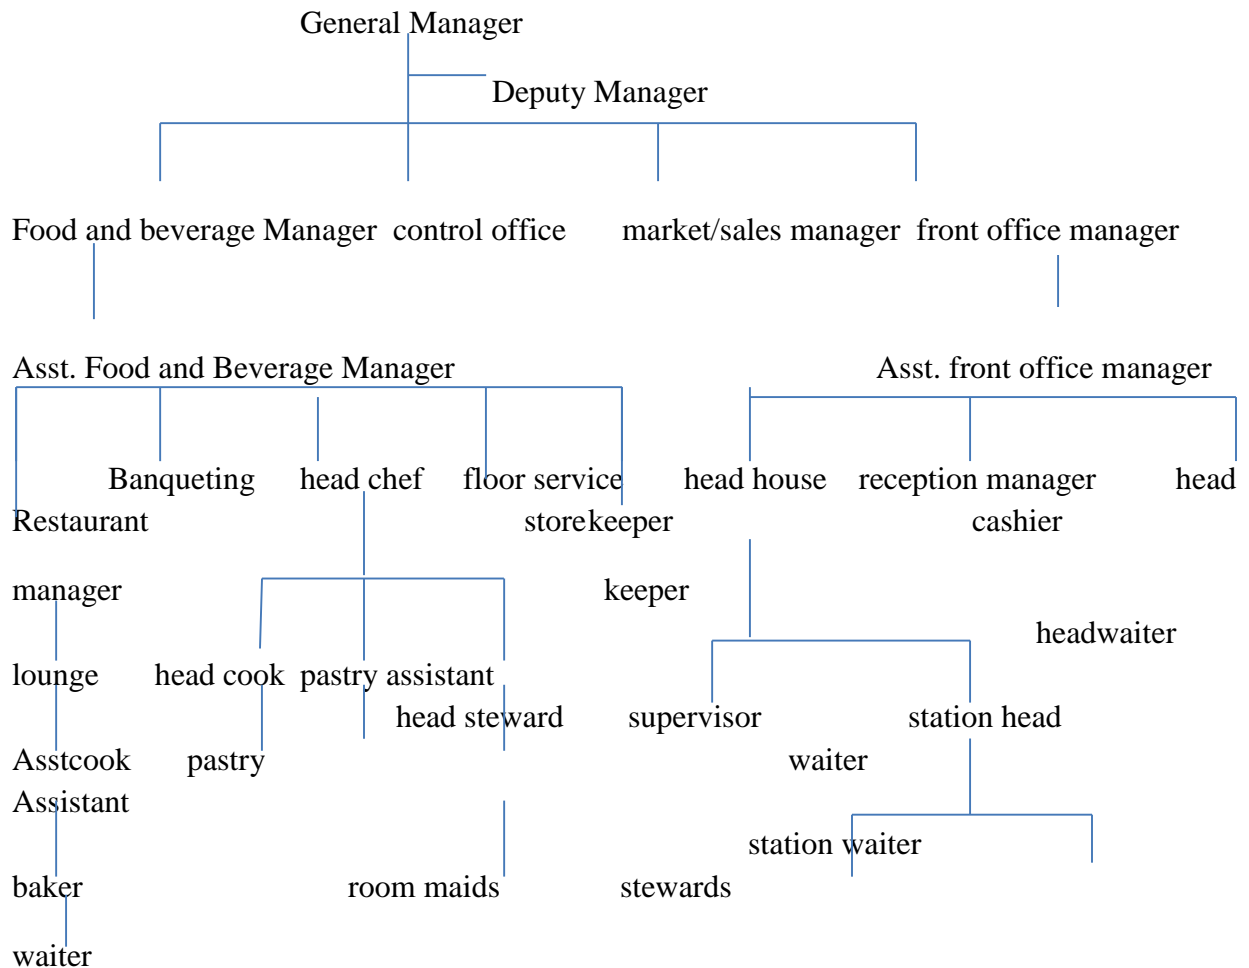 General Manager
Deputy Manager
Food and beverage Manager control office market/sales manager front office manager
Asst. Food and Beverage Manager Asst. front office manager
Banqueting head chef floor service head house reception manager head
Restaurant storekeeper cashier
manager keeper
headwaiter
lounge head cook pastry assistant
head steward supervisor station head
Asstcook pastry waiter
Assistant
station waiter
baker room maids stewards
waiter